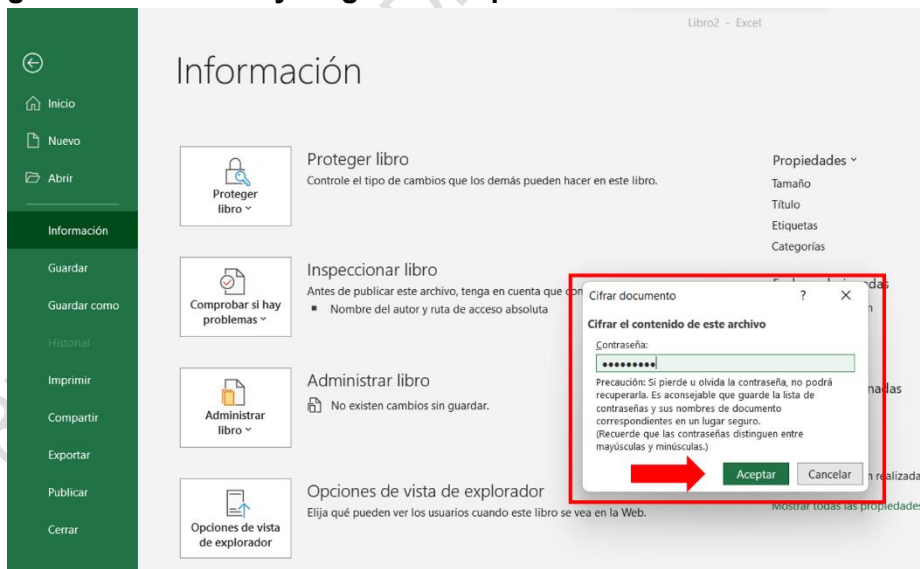 Libro2 - Excel
Información
Inicio
Nuevo
Abrir
Información
Guardar
Guardar como
Historial
Imprimir
Compartir
Exportar
Publicar
Cerrar
Proteger
libro
Proteger libro
Controle el tipo de cambios que los demás pueden hacer en este libro.
Comprobar si hay
problemas
Inspeccionar libro
Antes de publicar este archivo, tenga en cuenta que
Nombre del autor y ruta de acceso absoluta
Administrar
libro
Administrar libro
No existen cambios sin guardar.
Opciones de vista
de explorador
Opciones de vista de explorador
Elija qué pueden ver los usuarios cuando este libro se vea en la Web.
Propiedades
Tamaño
Título
Etiquetas
Categorías
Cifrar documento ? X
Cifrar el contenido de este archivo
Contraseña:
•••••••••
Precaución: Si pierde u olvida la contraseña, no podrá
recuperarla. Es aconsejable que guarde la lista de
contraseñas y sus nombres de documento
correspondientes en un lugar seguro.
(Recuerde que las contraseñas distinguen entre
mayúsculas y minúsculas.)
Aceptar Cancelar
Mostrar todas las propiedades